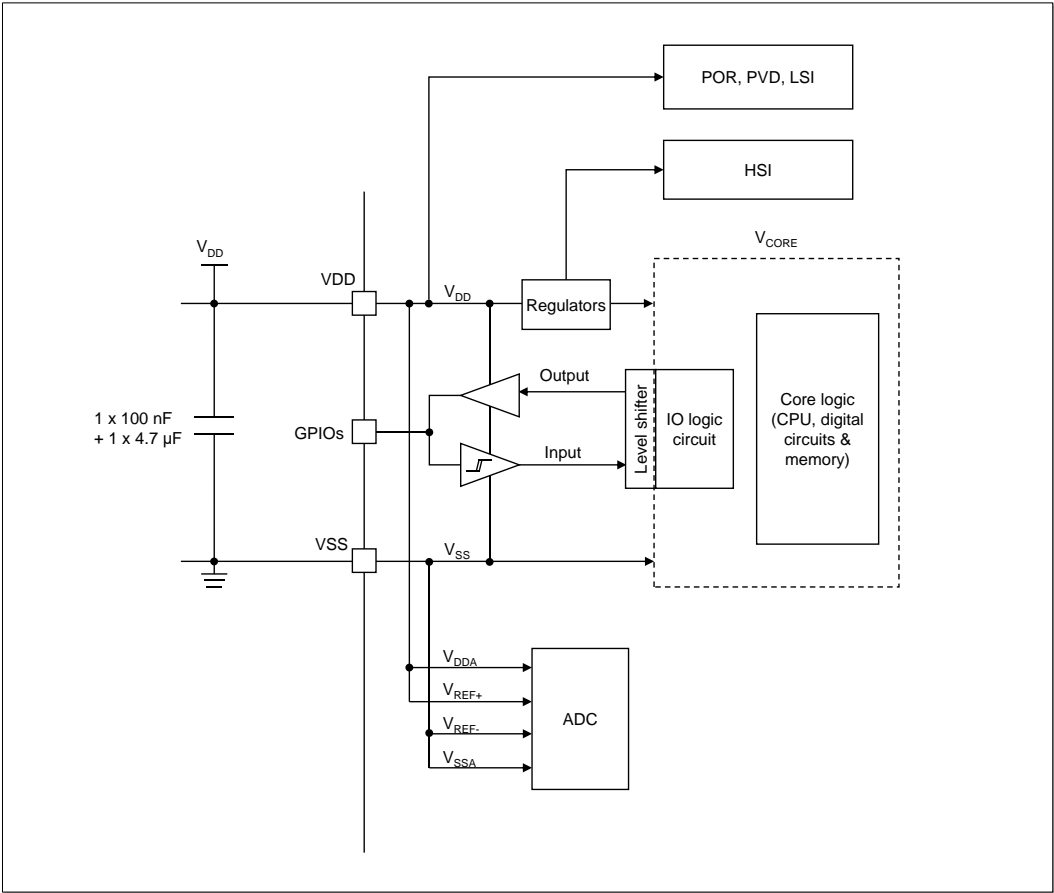 POR, PVD, LSI
HSI
VCORE
VDD
VDD
VDD
Regulators
Output
Level shifter
IO logic
circuit
Core logic
(CPU, digital
circuits &
memory)
1 x 100 nF
+ 1 x 4.7 µF
GPIOs
Input
VSS
VSS
VDDA
VREF+
VREF-
VSSA
ADC